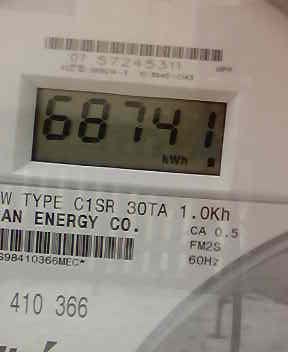 07 57245311
68741
kWh
W TYPE C1SR 30TA 1.0Kh
AN ENERGY CO.
CA 0.5
FM2S
60Hz
S98410366MEC*
410 366